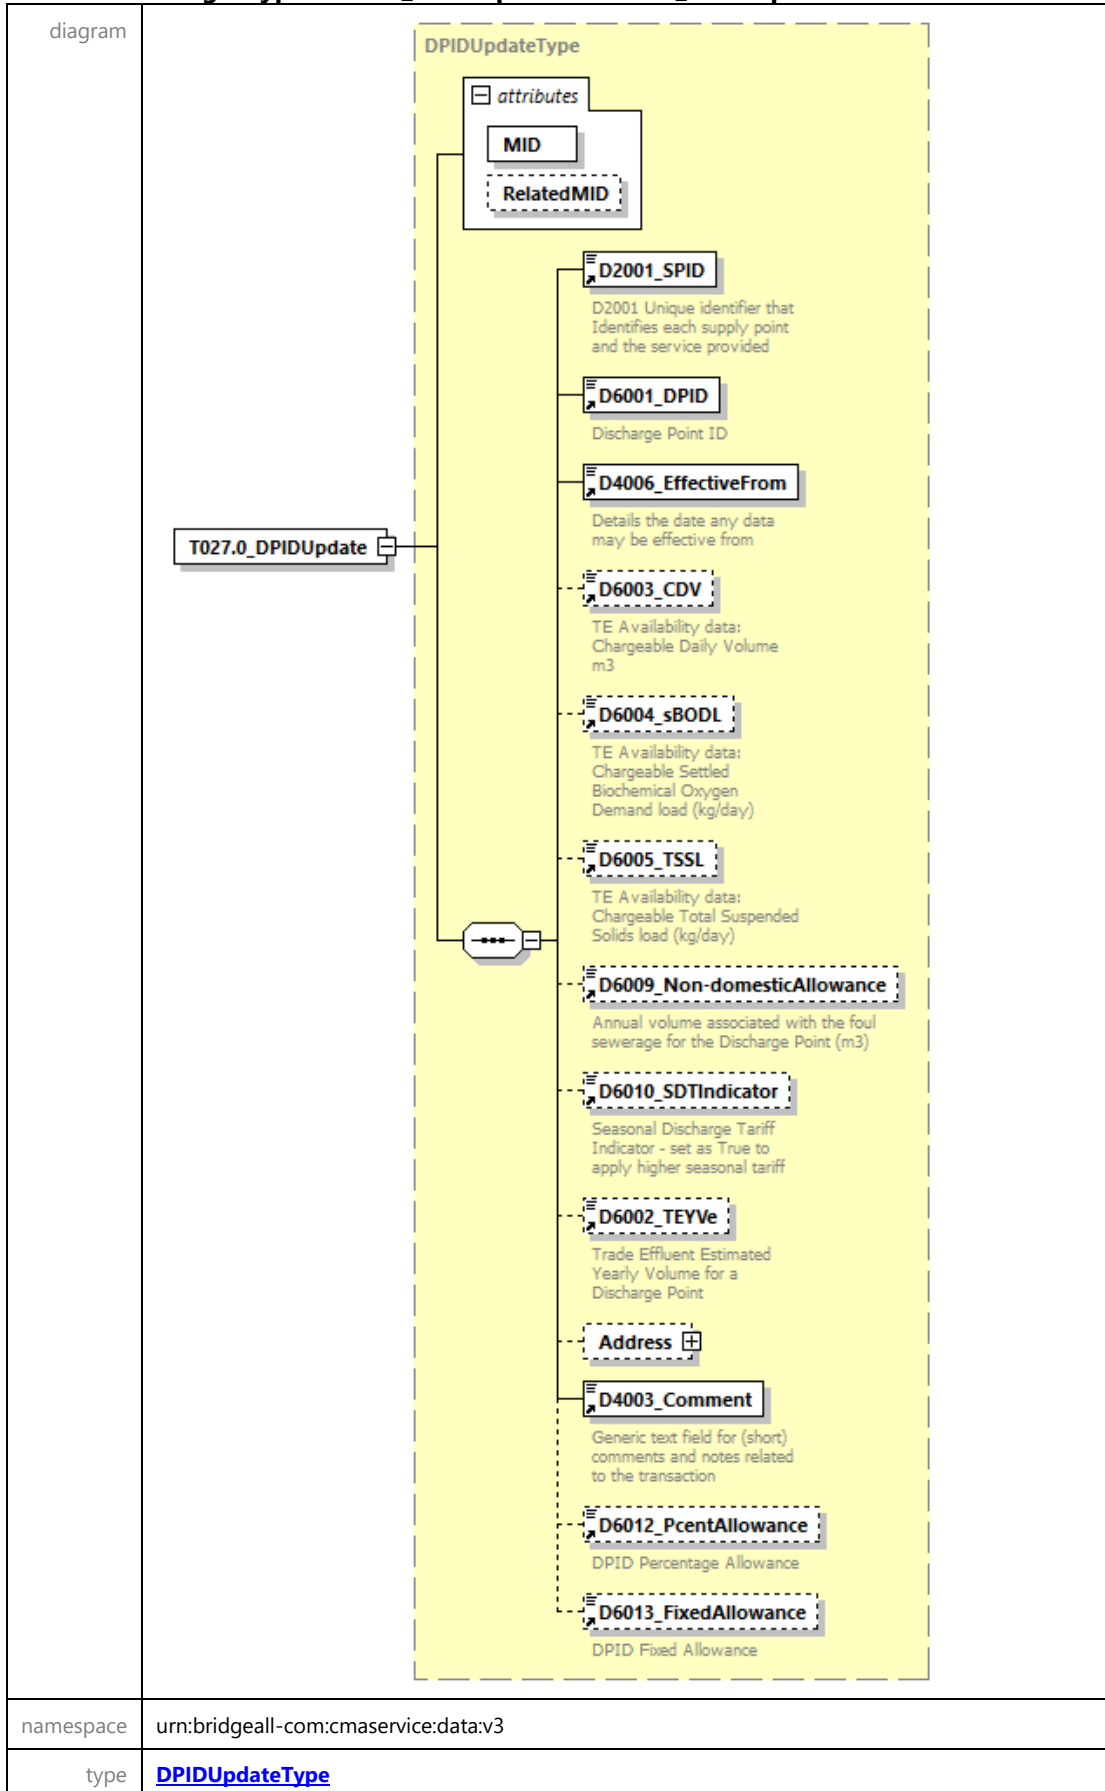 diagram
DPIDUpdateType
attributes
MID
RelatedMID
D2001_SPID
D2001 Unique identifier that
Identifies each supply point
and the service provided
D6001_DPID
Discharge Point ID
D4006_EffectiveFrom
Details the date any data
may be effective from
T027.0_DPIDUpdate
D6003_CDV
TE Availability data:
Chargeable Daily Volume
m3
D6004_sBODL
TE Availability data:
Chargeable Settled
Biochemical Oxygen
Demand load (kg/day)
D6005_TSSL
TE Availability data:
Chargeable Total Suspended
Solids load (kg/day)
D6009_Non-domesticAllowance
Annual volume associated with the foul
sewerage for the Discharge Point (m3)
D6010_SDTIndicator
Seasonal Discharge Tariff
Indicator - set as True to
apply higher seasonal tariff
D6002_TEYVe
Trade Effluent Estimated
Yearly Volume for a
Discharge Point
Address
D4003_Comment
Generic text field for (short)
comments and notes related
to the transaction
D6012_PcentAllowance
DPID Percentage Allowance
D6013_FixedAllowance
DPID Fixed Allowance
namespace urn:bridgeall-com:cmaservice:data:v3
type DPIDUpdateType